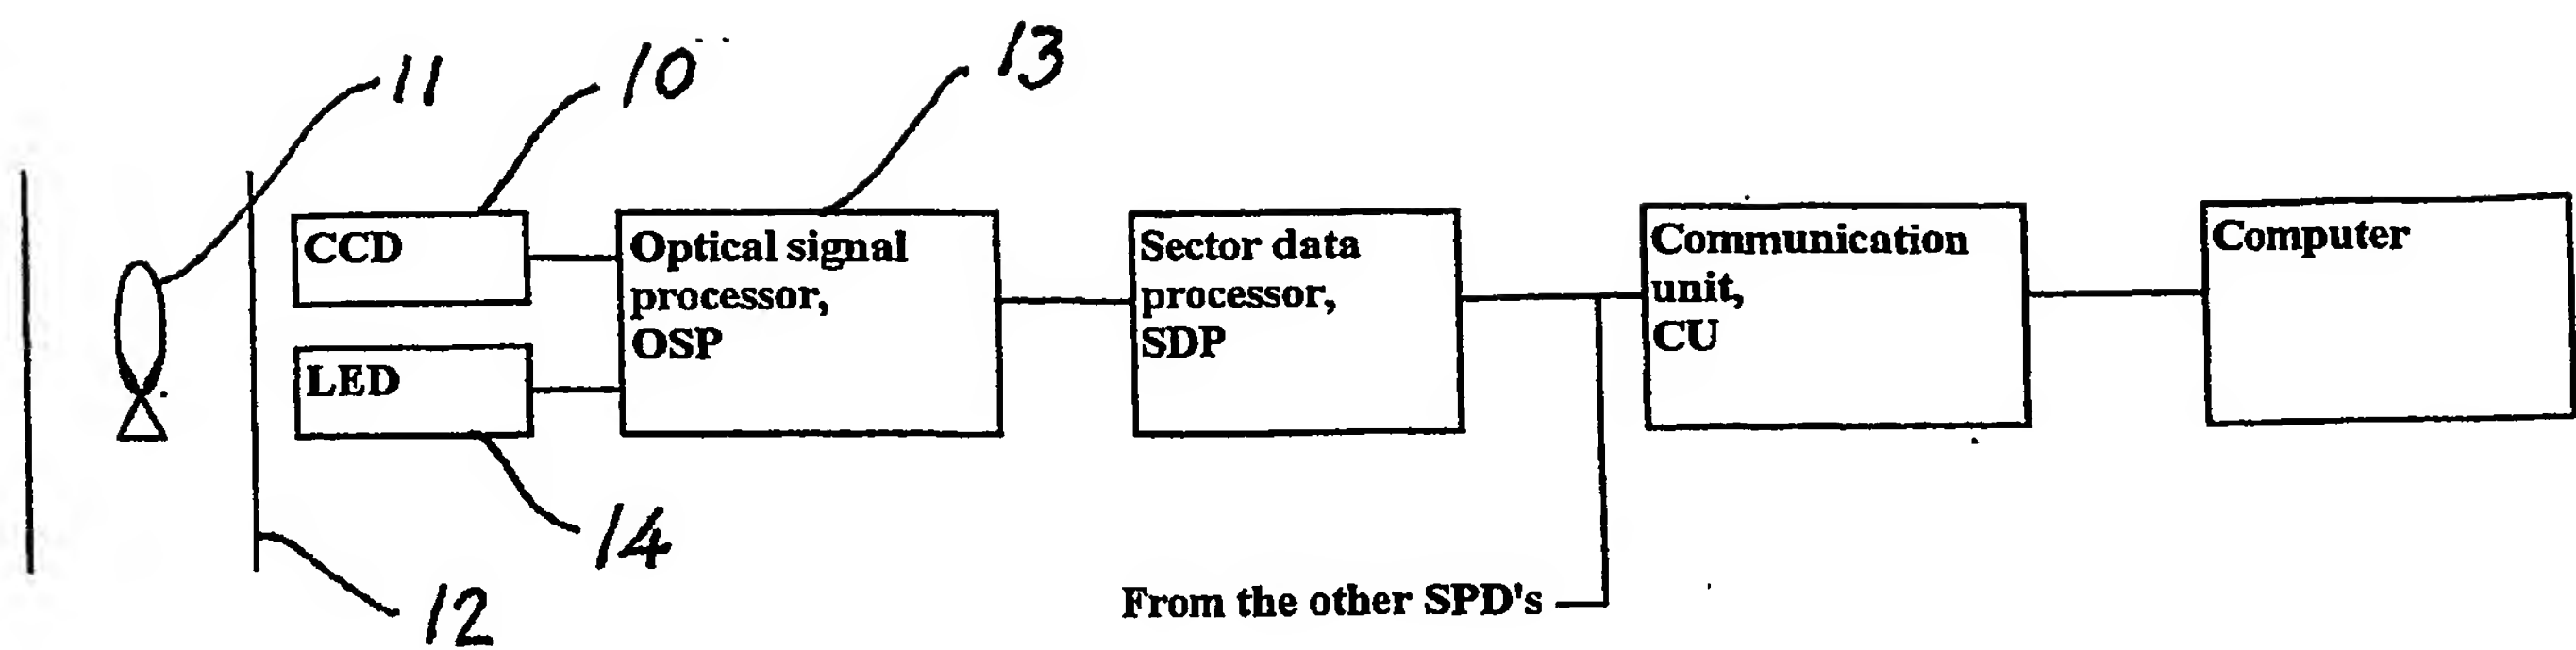 11
10
13
CCD
LED
Optical signal
processor,
OSP
Sector data
processor,
SDP
Communication
unit,
CU
Computer
14
12
From the other SPD's